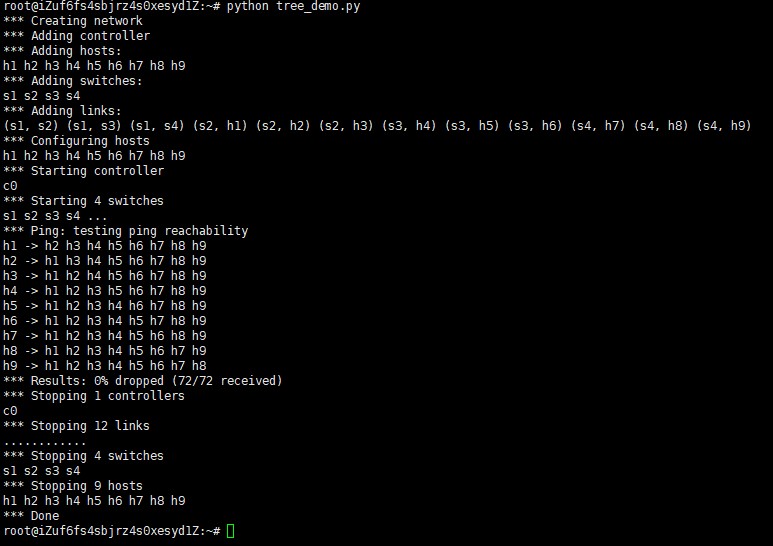 root@iZuf6fs4sbjrz4s0xesyd1Z:~# python tree_demo.py
*** Creating network
*** Adding controller
*** Adding hosts:
h1 h2 h3 h4 h5 h6 h7 h8 h9
*** Adding switches:
s1 s2 s3 s4
*** Adding links:
(s1, s2) (s1, s3) (s1, s4) (s2, h1) (s2, h2) (s2, h3) (s3, h4) (s3, h5) (s3, h6) (s4, h7) (s4, h8) (s4, h9)
*** Configuring hosts
h1 h2 h3 h4 h5 h6 h7 h8 h9
*** Starting controller
c0
*** Starting 4 switches
s1 s2 s3 s4 ...
*** Ping: testing ping reachability
h1 -> h2 h3 h4 h5 h6 h7 h8 h9
h2 -> h1 h3 h4 h5 h6 h7 h8 h9
h3 -> h1 h2 h4 h5 h6 h7 h8 h9
h4 -> h1 h2 h3 h5 h6 h7 h8 h9
h5 -> h1 h2 h3 h4 h6 h7 h8 h9
h6 -> h1 h2 h3 h4 h5 h7 h8 h9
h7 -> h1 h2 h3 h4 h5 h6 h8 h9
h8 -> h1 h2 h3 h4 h5 h6 h7 h9
h9 -> h1 h2 h3 h4 h5 h6 h7 h8
*** Results: 0% dropped (72/72 received)
*** Stopping 1 controllers
c0
*** Stopping 12 links
............
*** Stopping 4 switches
s1 s2 s3 s4
*** Stopping 9 hosts
h1 h2 h3 h4 h5 h6 h7 h8 h9
*** Done
root@iZuf6fs4sbjrz4s0xesyd1Z:~#